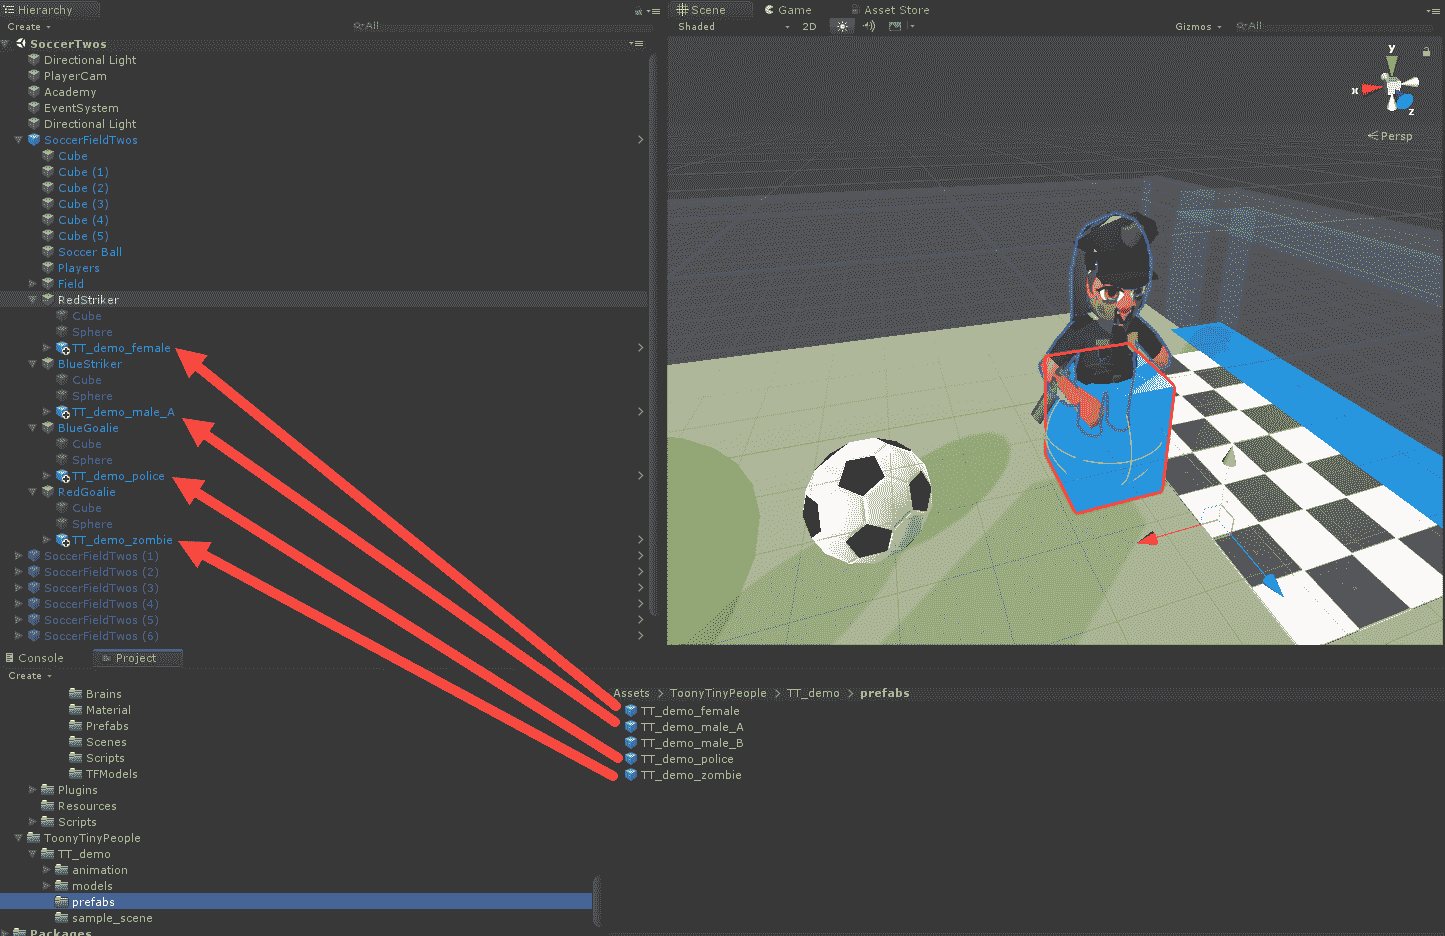 Hierarchy
Create
All
SoccerTwos
Directional Light
PlayerCam
Academy
EventSystem
Directional Light
SoccerFieldTwos
Cube
Cube (1)
Cube (2)
Cube (3)
Cube (4)
Cube (5)
Soccer Ball
Players
Field
RedStriker
Cube
Sphere
TT_demo_female
BlueStriker
Cube
Sphere
TT_demo_male_A
BlueGoalie
Cube
Sphere
TT_demo_police
RedGoalie
Cube
Sphere
TT_demo_zombie
SoccerFieldTwos (1)
SoccerFieldTwos (2)
SoccerFieldTwos (3)
SoccerFieldTwos (4)
SoccerFieldTwos (5)
SoccerFieldTwos (6)
Scene Game Asset Store
Shaded 2D Gizmos All
y
x
z
Persp
Console Project
Create
Brains
Material
Prefabs
Scenes
Scripts
TFModels
Plugins
Resources
Scripts
ToonyTinyPeople
TT_demo
animation
models
prefabs
sample_scene
Packages
Assets > ToonyTinyPeople > TT_demo > prefabs
TT_demo_female
TT_demo_male_A
TT_demo_male_B
TT_demo_police
TT_demo_zombie